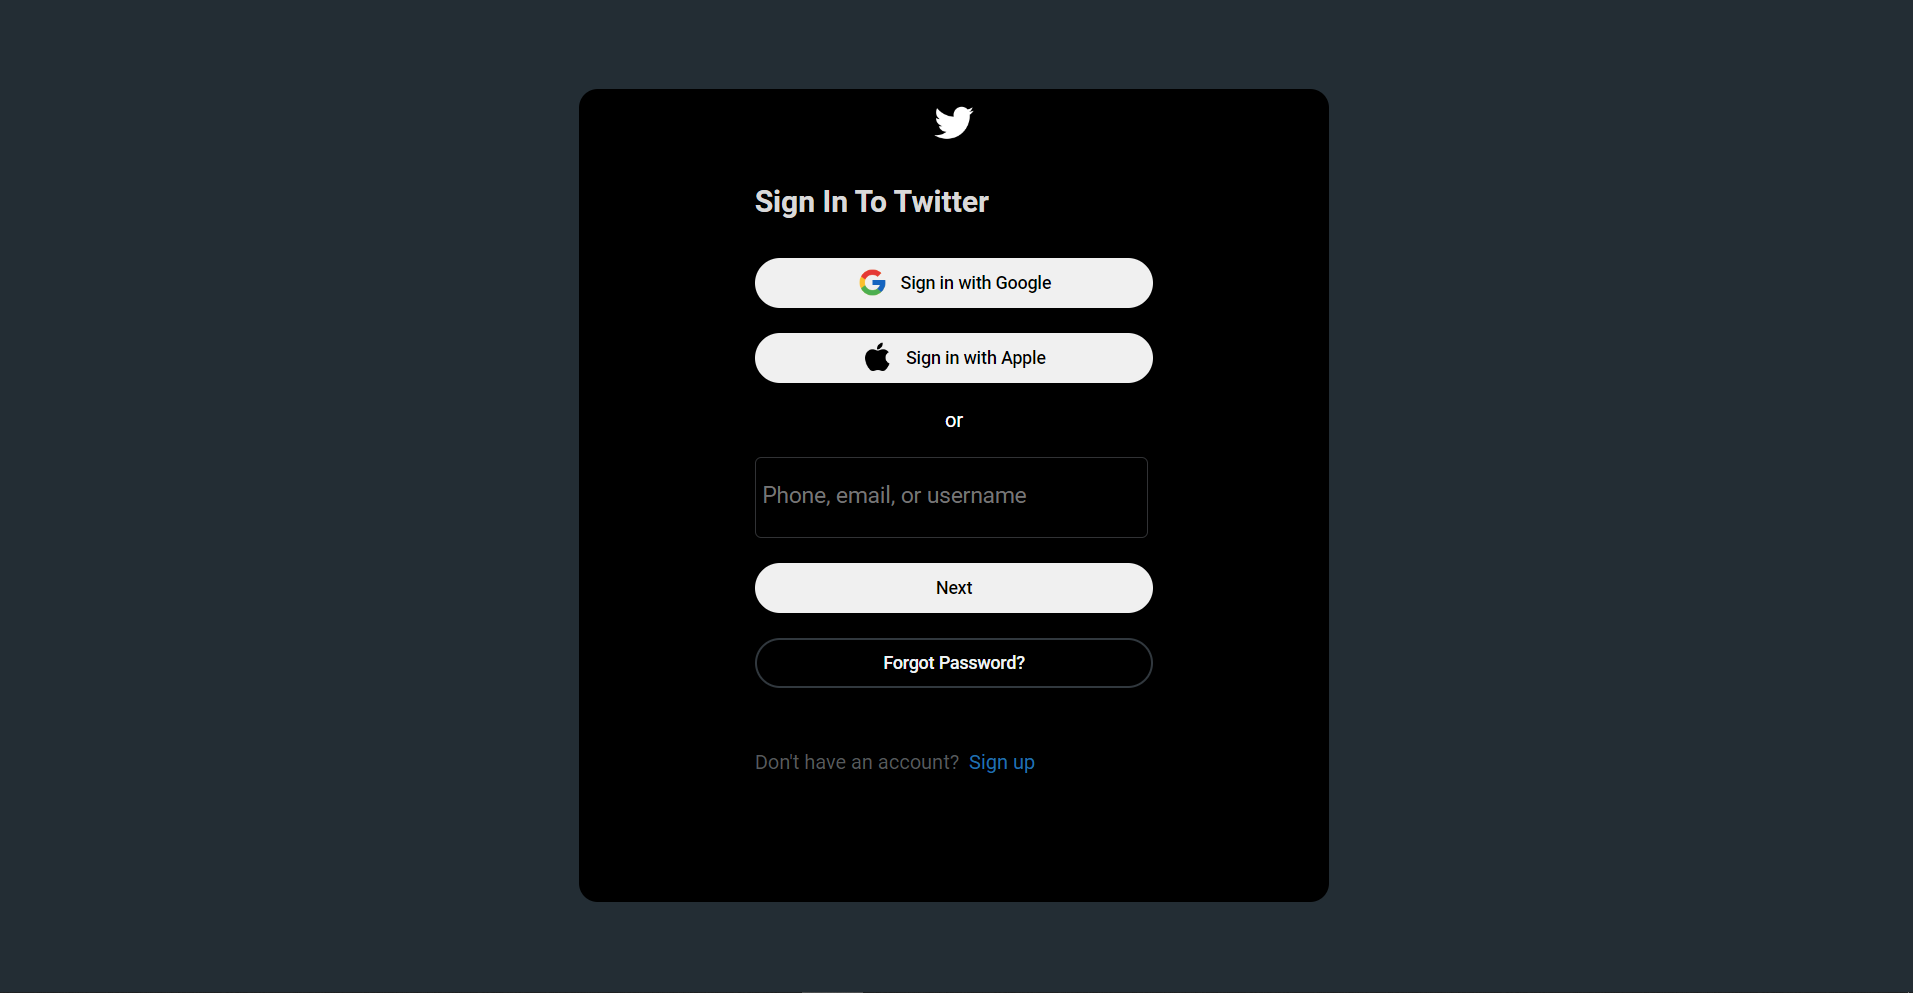 Sign In To Twitter
Sign in with Google
Sign in with Apple
or
Phone, email, or username
Next
Forgot Password?
Don't have an account? Sign up